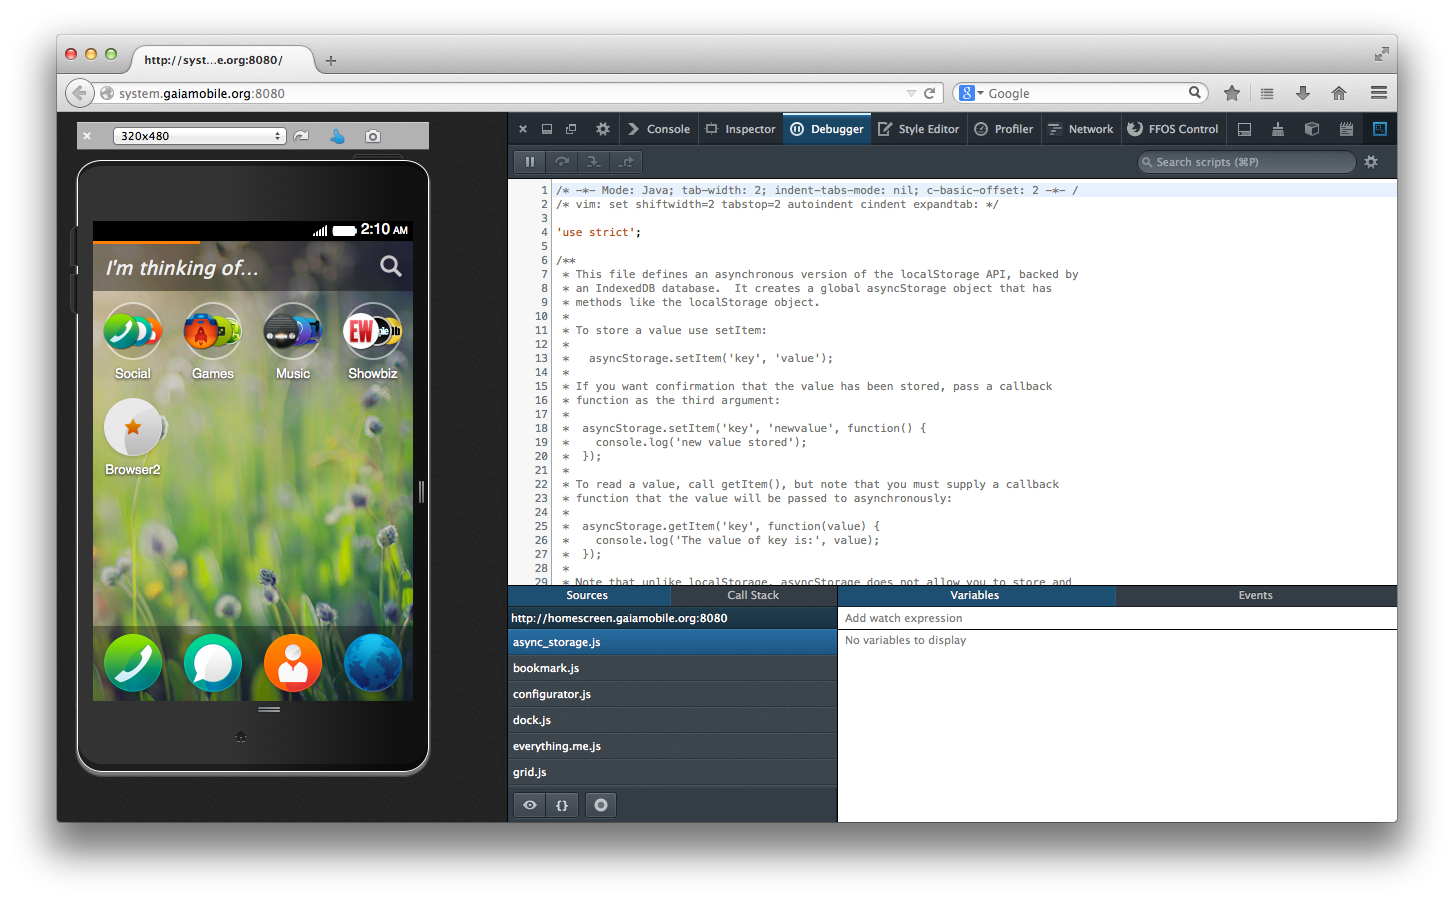 http://syst...e.org:8080/
system.gaiamobile.org:8080
Google
320x480
Console
Inspector
Debugger
Style Editor
Profiler
Network
FFOS Control
Search scripts (⌘P)
2:10 AM
I'm thinking of...
Social
Games
Music
EW
Showbiz
Browser2
1 /* -*- Mode: Java; tab-width: 2; indent-tabs-mode: nil; c-basic-offset: 2 -*- /
2 /* vim: set shiftwidth=2 tabstop=2 autoindent cindent expandtab: */
3
4 'use strict';
5
6 /**
7 * This file defines an asynchronous version of the localStorage API, backed by
8 * an IndexedDB database.  It creates a global asyncStorage object that has
9 * methods like the localStorage object.
10 *
11 * To store a value use setItem:
12 *
13 *   asyncStorage.setItem('key', 'value');
14 *
15 * If you want confirmation that the value has been stored, pass a callback
16 * function as the third argument:
17 *
18 *  asyncStorage.setItem('key', 'newvalue', function() {
19 *    console.log('new value stored');
20 *  });
21 *
22 * To read a value, call getItem(), but note that you must supply a callback
23 * function that the value will be passed to asynchronously:
24 *
25 *  asyncStorage.getItem('key', function(value) {
26 *    console.log('The value of key is:', value);
27 *  });
28 *
29 * Note that unlike localStorage, asyncStorage does not allow you to store and
Sources
Call Stack
Variables
Events
http://homescreen.gaiamobile.org:8080
async_storage.js
bookmark.js
configurator.js
dock.js
everything.me.js
grid.js
{}
Add watch expression
No variables to display